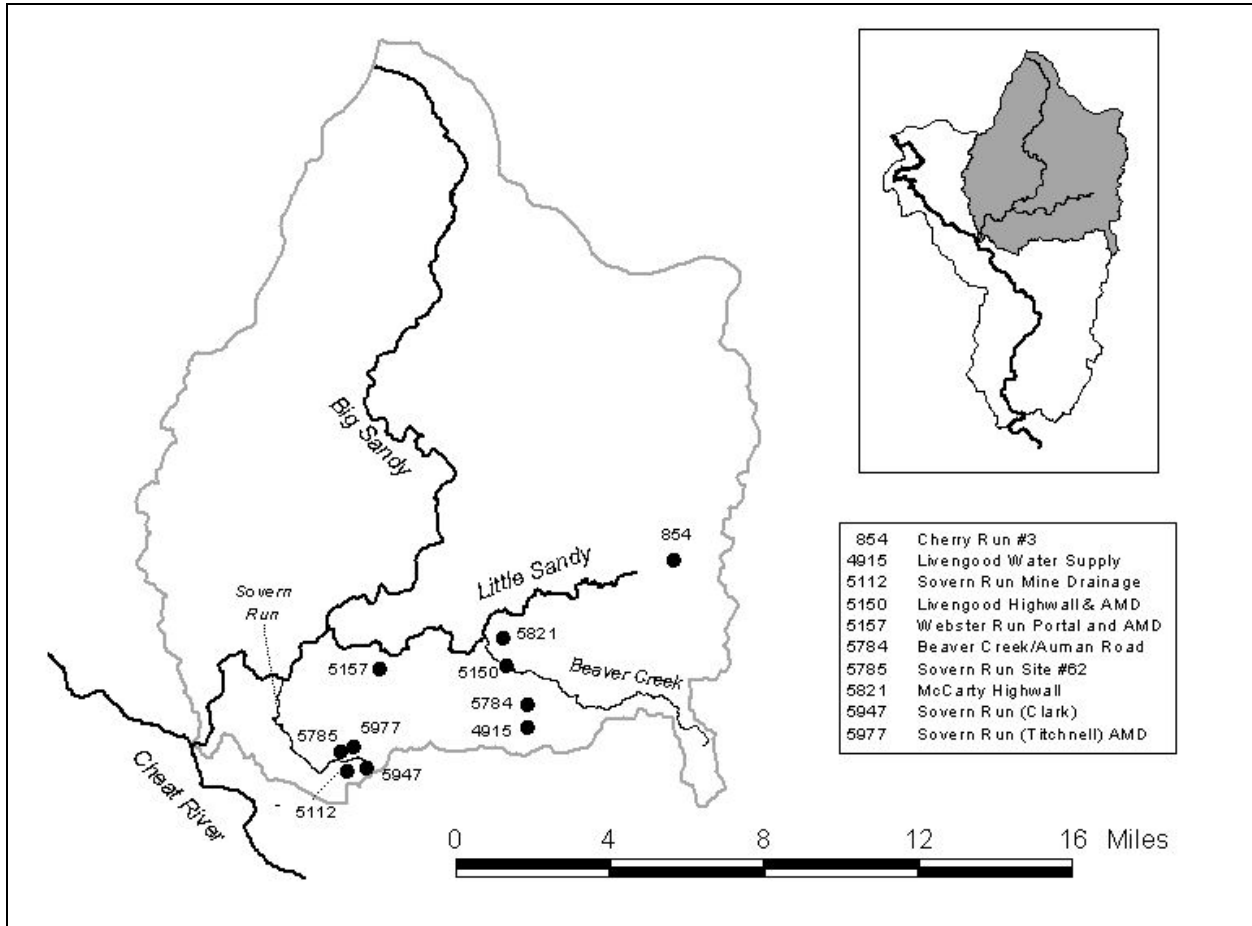 Big Sandy
854
Little Sandy
Sovern
Run
5821
5157
5150
Beaver Creek
5784
4915
5785
5977
5947
5112
Cheat River
0 4 8 12 16 Miles
854 Cherry Run #3
4915 Livengood Water Supply
5112 Sovern Run Mine Drainage
5150 Livengood Highwall & AMD
5157 Webster Run Portal and AMD
5784 Beaver Creek/Auman Road
5785 Sovern Run Site #62
5821 McCarty Highwall
5947 Sovern Run (Clark)
5977 Sovern Run (Titchnell) AMD